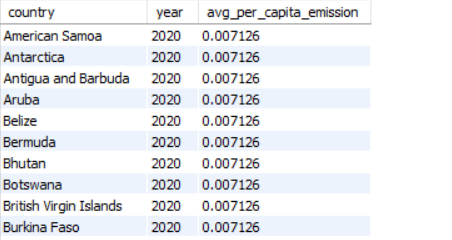 country year avg_per_capita_emission
American Samoa 2020 0.007126
Antarctica 2020 0.007126
Antigua and Barbuda 2020 0.007126
Aruba 2020 0.007126
Belize 2020 0.007126
Bermuda 2020 0.007126
Bhutan 2020 0.007126
Botswana 2020 0.007126
British Virgin Islands 2020 0.007126
Burkina Faso 2020 0.007126